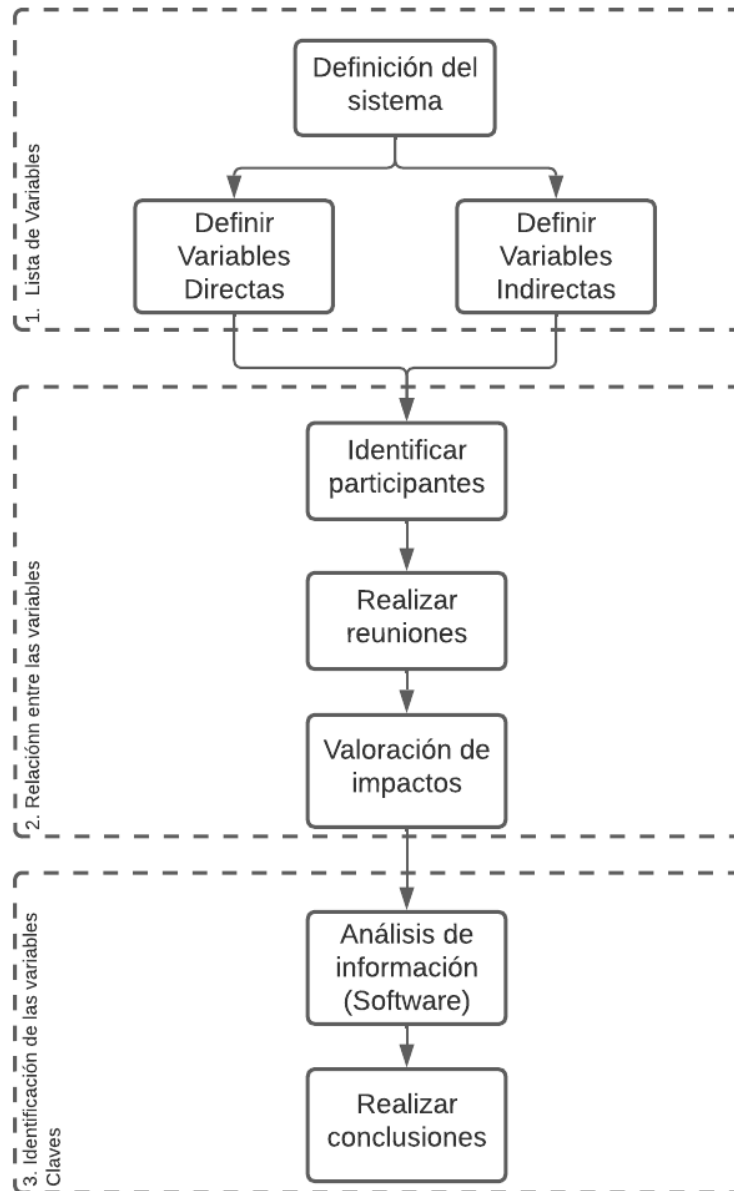 Definición del
sistema
Definir
Variables
Directas
Definir
Variables
Indirectas
1. Lista de Variables
Identificar
participantes
Realizar
reuniones
Valoración de
impactos
2. Relaciónn entre las variables
Análisis de
información
(Software)
Realizar
conclusiones
3. Identificación de las variables
Claves